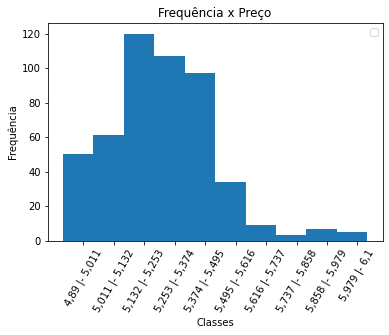 Frequência x Preço
120
100
80
60
40
20
0
Frequência
4,89 |- 5,011
5,011 |- 5,132
5,132 |- 5,253
5,253 |- 5,374
5,374 |- 5,495
5,495 |- 5,616
5,616 |- 5,737
5,737 |- 5,858
5,858 |- 5,979
5,979 |- 6,1
Classes